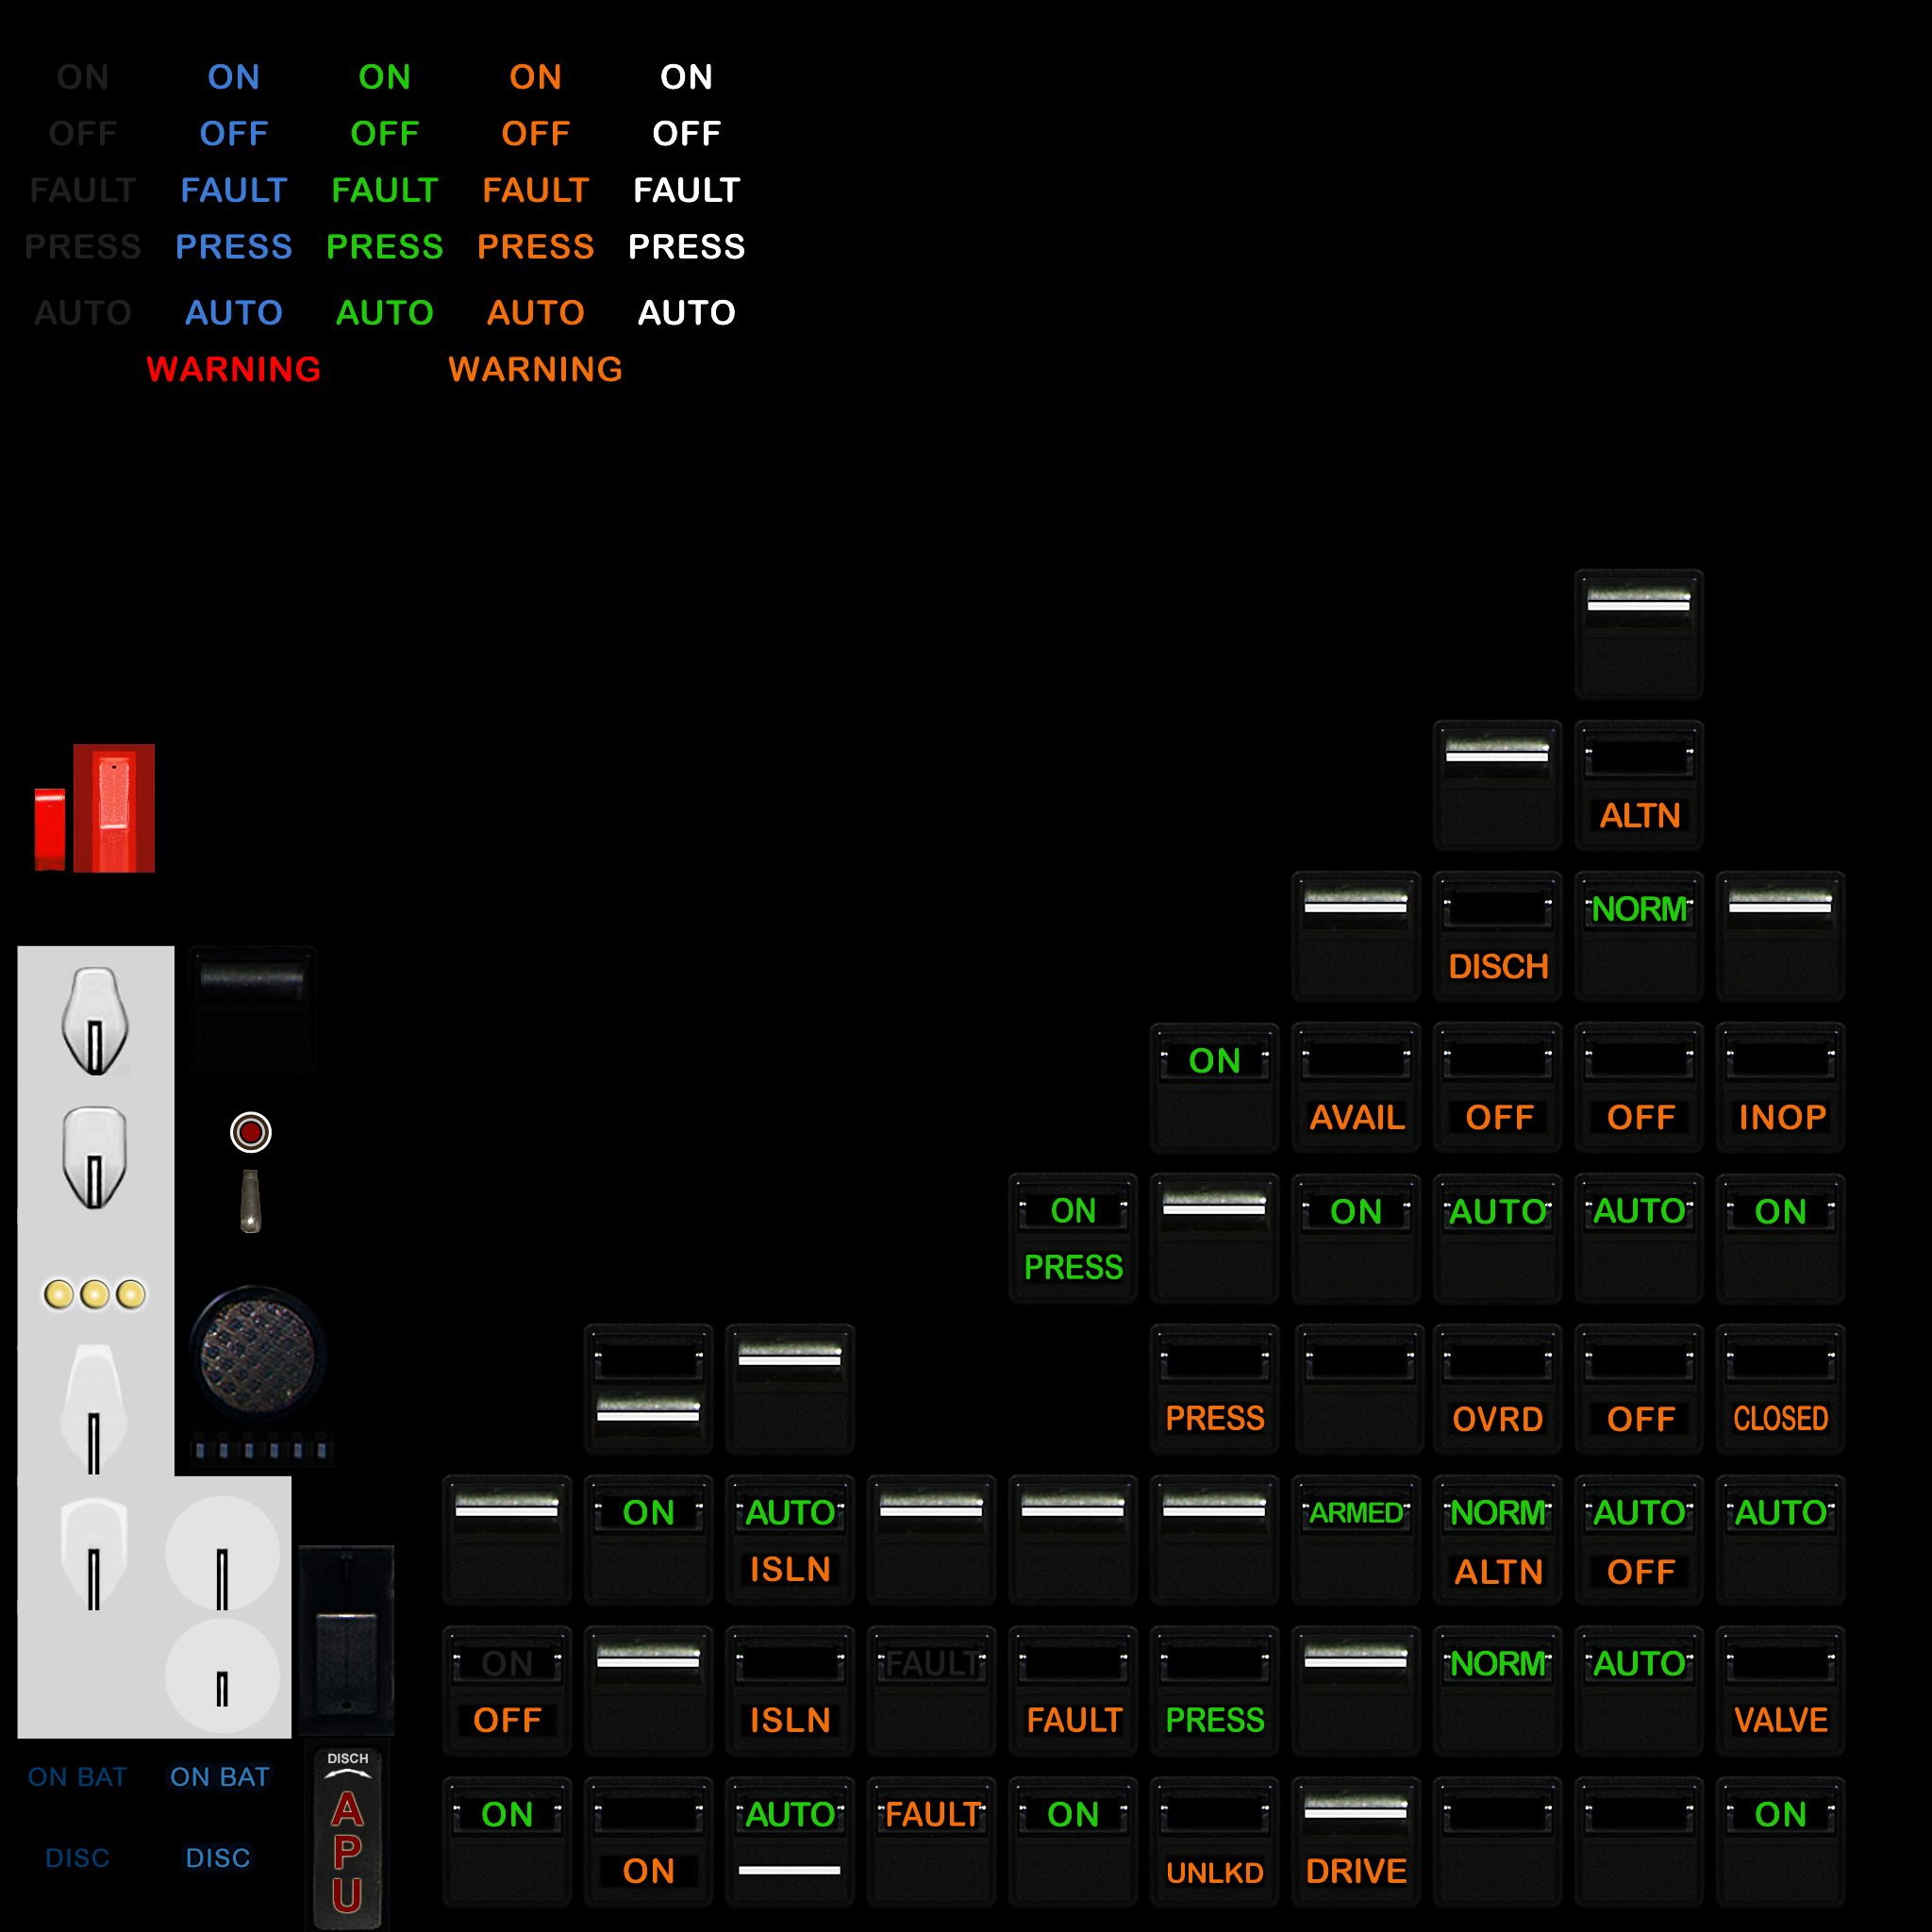 ON ON ON ON ON
OFF OFF OFF OFF OFF
FAULT FAULT FAULT FAULT FAULT
PRESS PRESS PRESS PRESS PRESS
AUTO AUTO AUTO AUTO AUTO
WARNING WARNING
ALTN
NORM
DISCH
ON
AVAIL OFF OFF INOP
ON ON AUTO AUTO ON
PRESS
PRESS OVRD OFF CLOSED
ON AUTO ARMED NORM AUTO AUTO
ISLN ALTN OFF
ON FAULT NORM AUTO
OFF ISLN FAULT PRESS VALVE
ON BAT ON BAT DISCH
ON AUTO FAULT ON ON
DISC DISC APU
ON UNLKD DRIVE